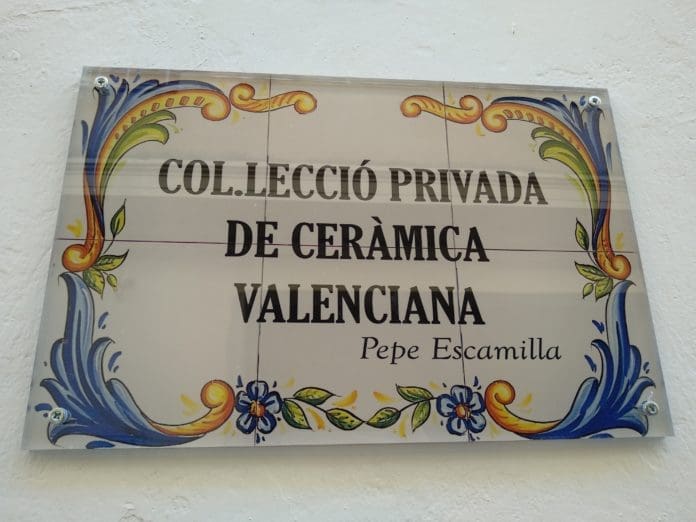 COL.LECCIÓ PRIVADA
DE CERÀMICA
VALENCIANA
Pepe Escamilla